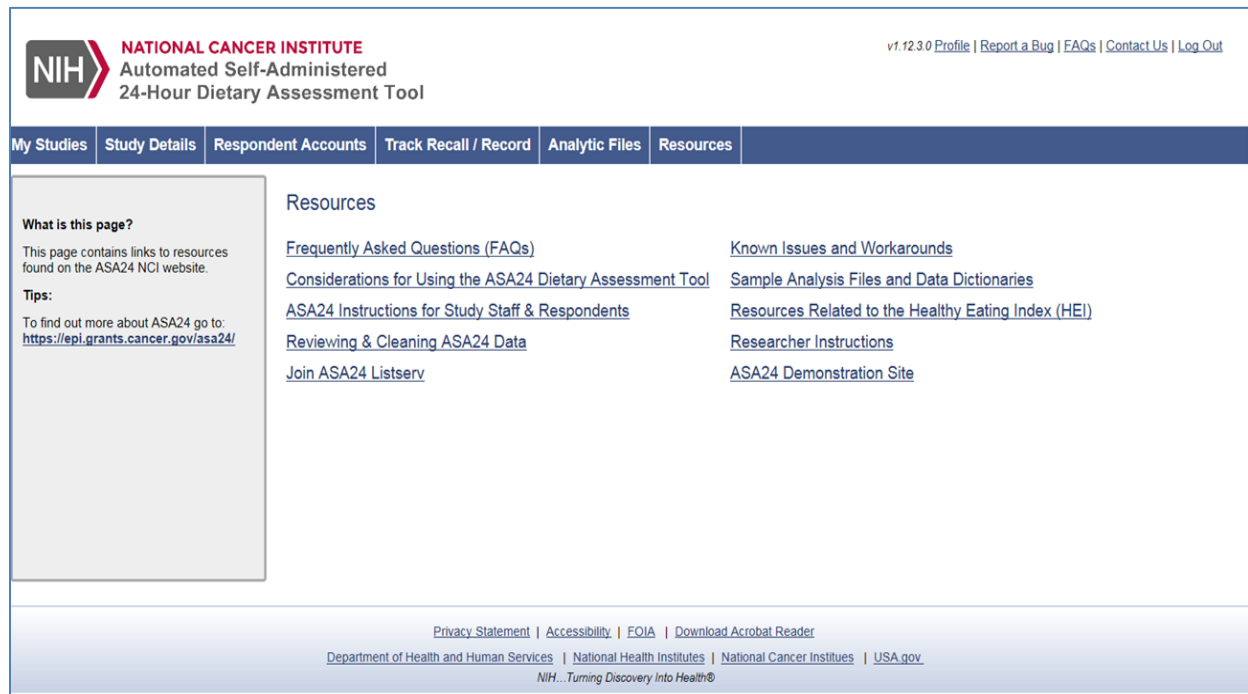 NIH
NATIONAL CANCER INSTITUTE
Automated Self-Administered
24-Hour Dietary Assessment Tool
v1.12.3.0 Profile | Report a Bug | FAQs | Contact Us | Log Out
My Studies | Study Details | Respondent Accounts | Track Recall / Record | Analytic Files | Resources
What is this page?
This page contains links to resources
found on the ASA24 NCI website.
Tips:
To find out more about ASA24 go to:
https://epi.grants.cancer.gov/asa24/
Resources
Frequently Asked Questions (FAQs)
Considerations for Using the ASA24 Dietary Assessment Tool
ASA24 Instructions for Study Staff & Respondents
Reviewing & Cleaning ASA24 Data
Join ASA24 Listserv
Known Issues and Workarounds
Sample Analysis Files and Data Dictionaries
Resources Related to the Healthy Eating Index (HEI)
Researcher Instructions
ASA24 Demonstration Site
Privacy Statement | Accessibility | FOIA | Download Acrobat Reader
Department of Health and Human Services | National Health Institutes | National Cancer Institues | USA.gov
NIH...Turning Discovery Into Health®